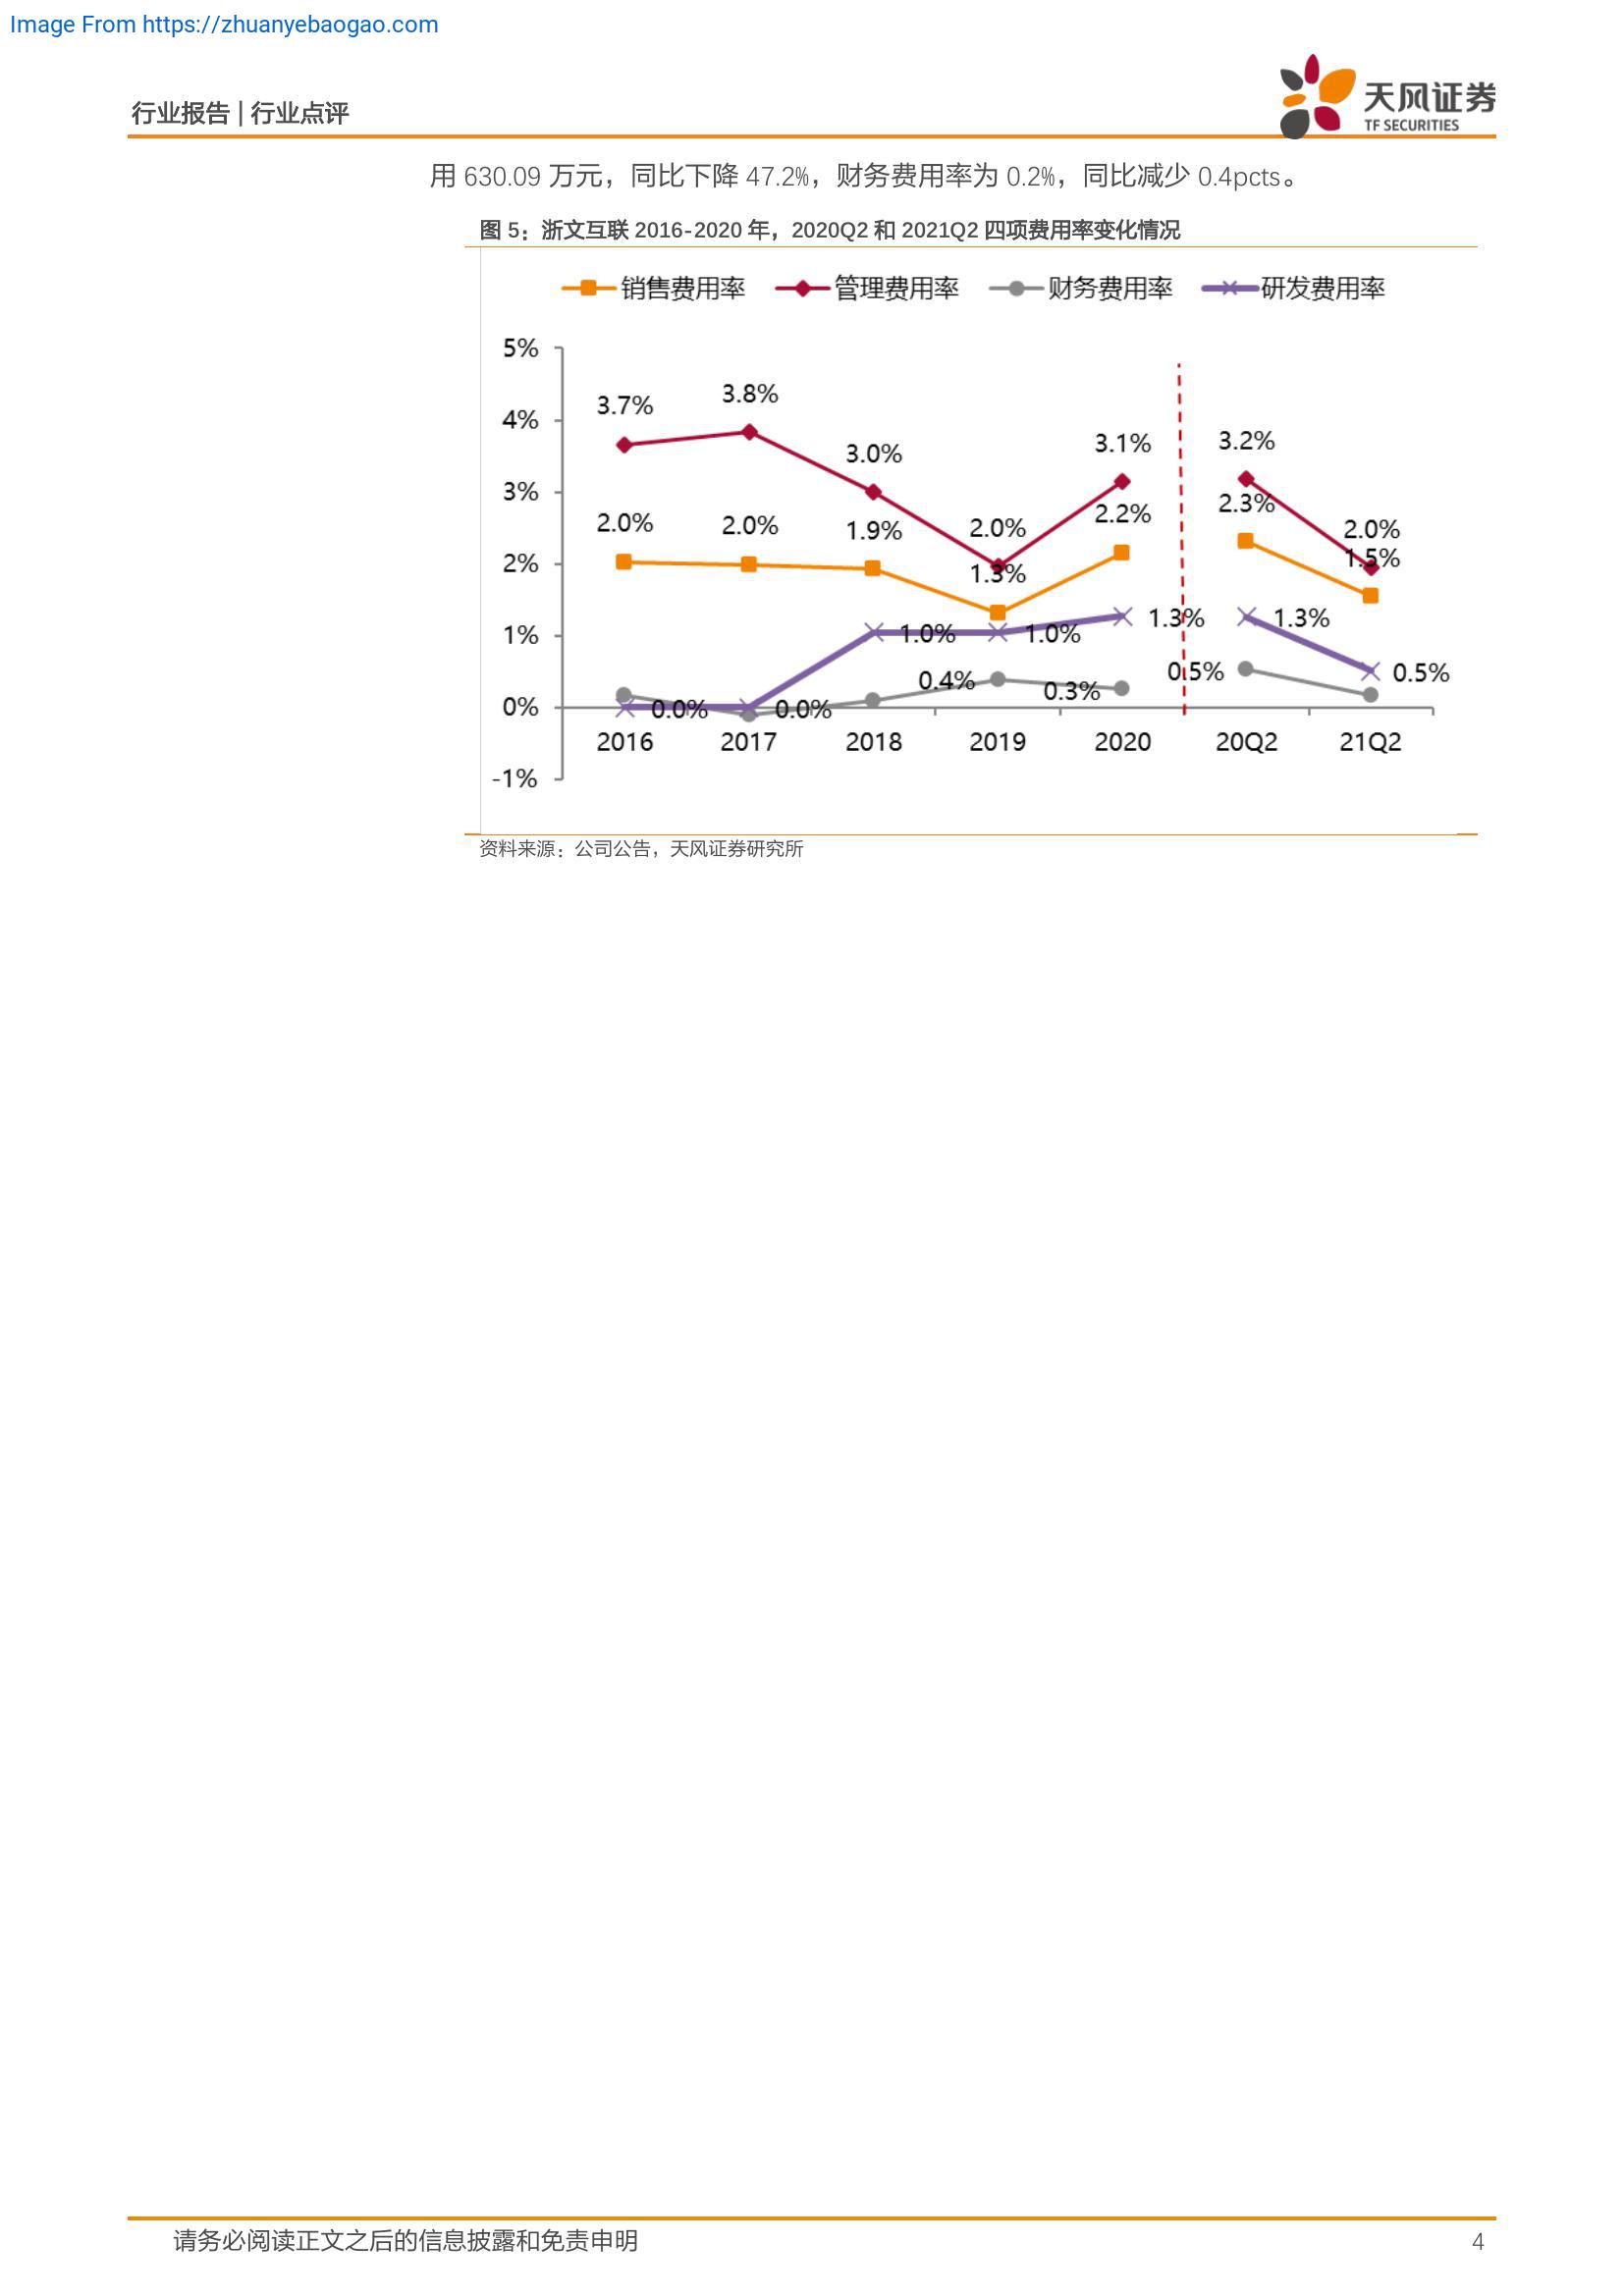 Image From https://zhuanyebaogao.com
行业报告 | 行业点评
天风证券
TF SECURITIES
用 630.09 万元，同比下降 47.2%，财务费用率为 0.2%，同比减少 0.4pcts。
图 5：浙文互联 2016-2020 年，2020Q2 和 2021Q2 四项费用率变化情况
销售费用率 管理费用率 财务费用率 研发费用率
5%
4%
3%
2%
1%
0%
-1%
3.7% 3.8% 3.0% 2.0% 3.1% 3.2% 2.0%
2.0% 2.0% 1.9% 1.3% 2.2% 2.3% 1.5%
0.0% 0.0% 1.0% 1.0% 1.3% 1.3% 0.5%
0.4% 0.3% 0.5%
2016 2017 2018 2019 2020 20Q2 21Q2
资料来源：公司公告，天风证券研究所
请务必阅读正文之后的信息披露和免责申明
4